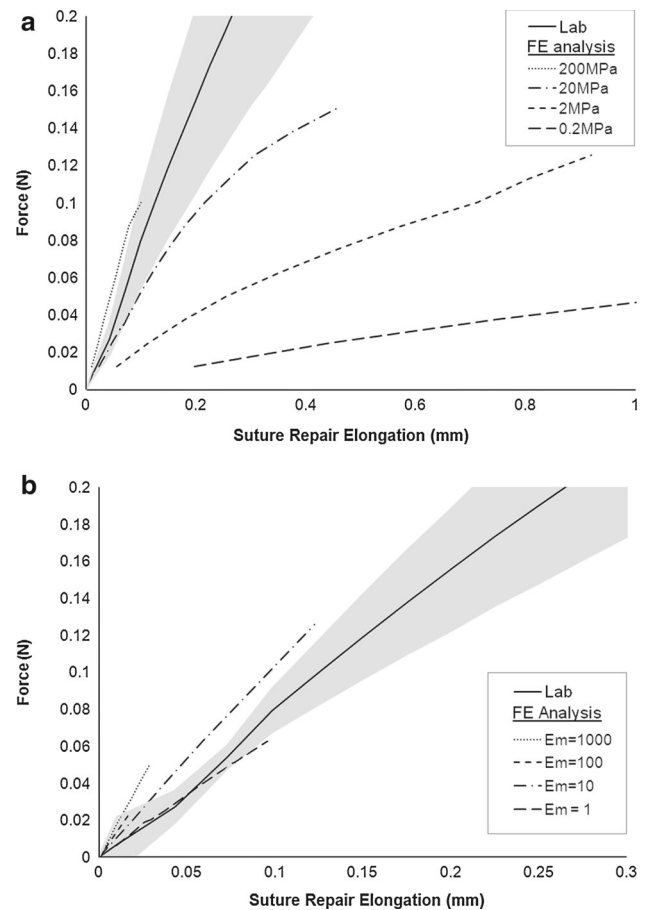 a
0.2
0.18
0.16
0.14
0.12
0.1
0.08
0.06
0.04
0.02
0
Force (N)
0
0.2
0.4
0.6
0.8
1
Suture Repair Elongation (mm)
Lab
FE analysis
200MPa
20MPa
2MPa
0.2MPa
b
0.2
0.18
0.16
0.14
0.12
0.1
0.08
0.06
0.04
0.02
0
Force (N)
0
0.05
0.1
0.15
0.2
0.25
0.3
Suture Repair Elongation (mm)
Lab
FE Analysis
Em=1000
Em=100
Em=10
Em= 1